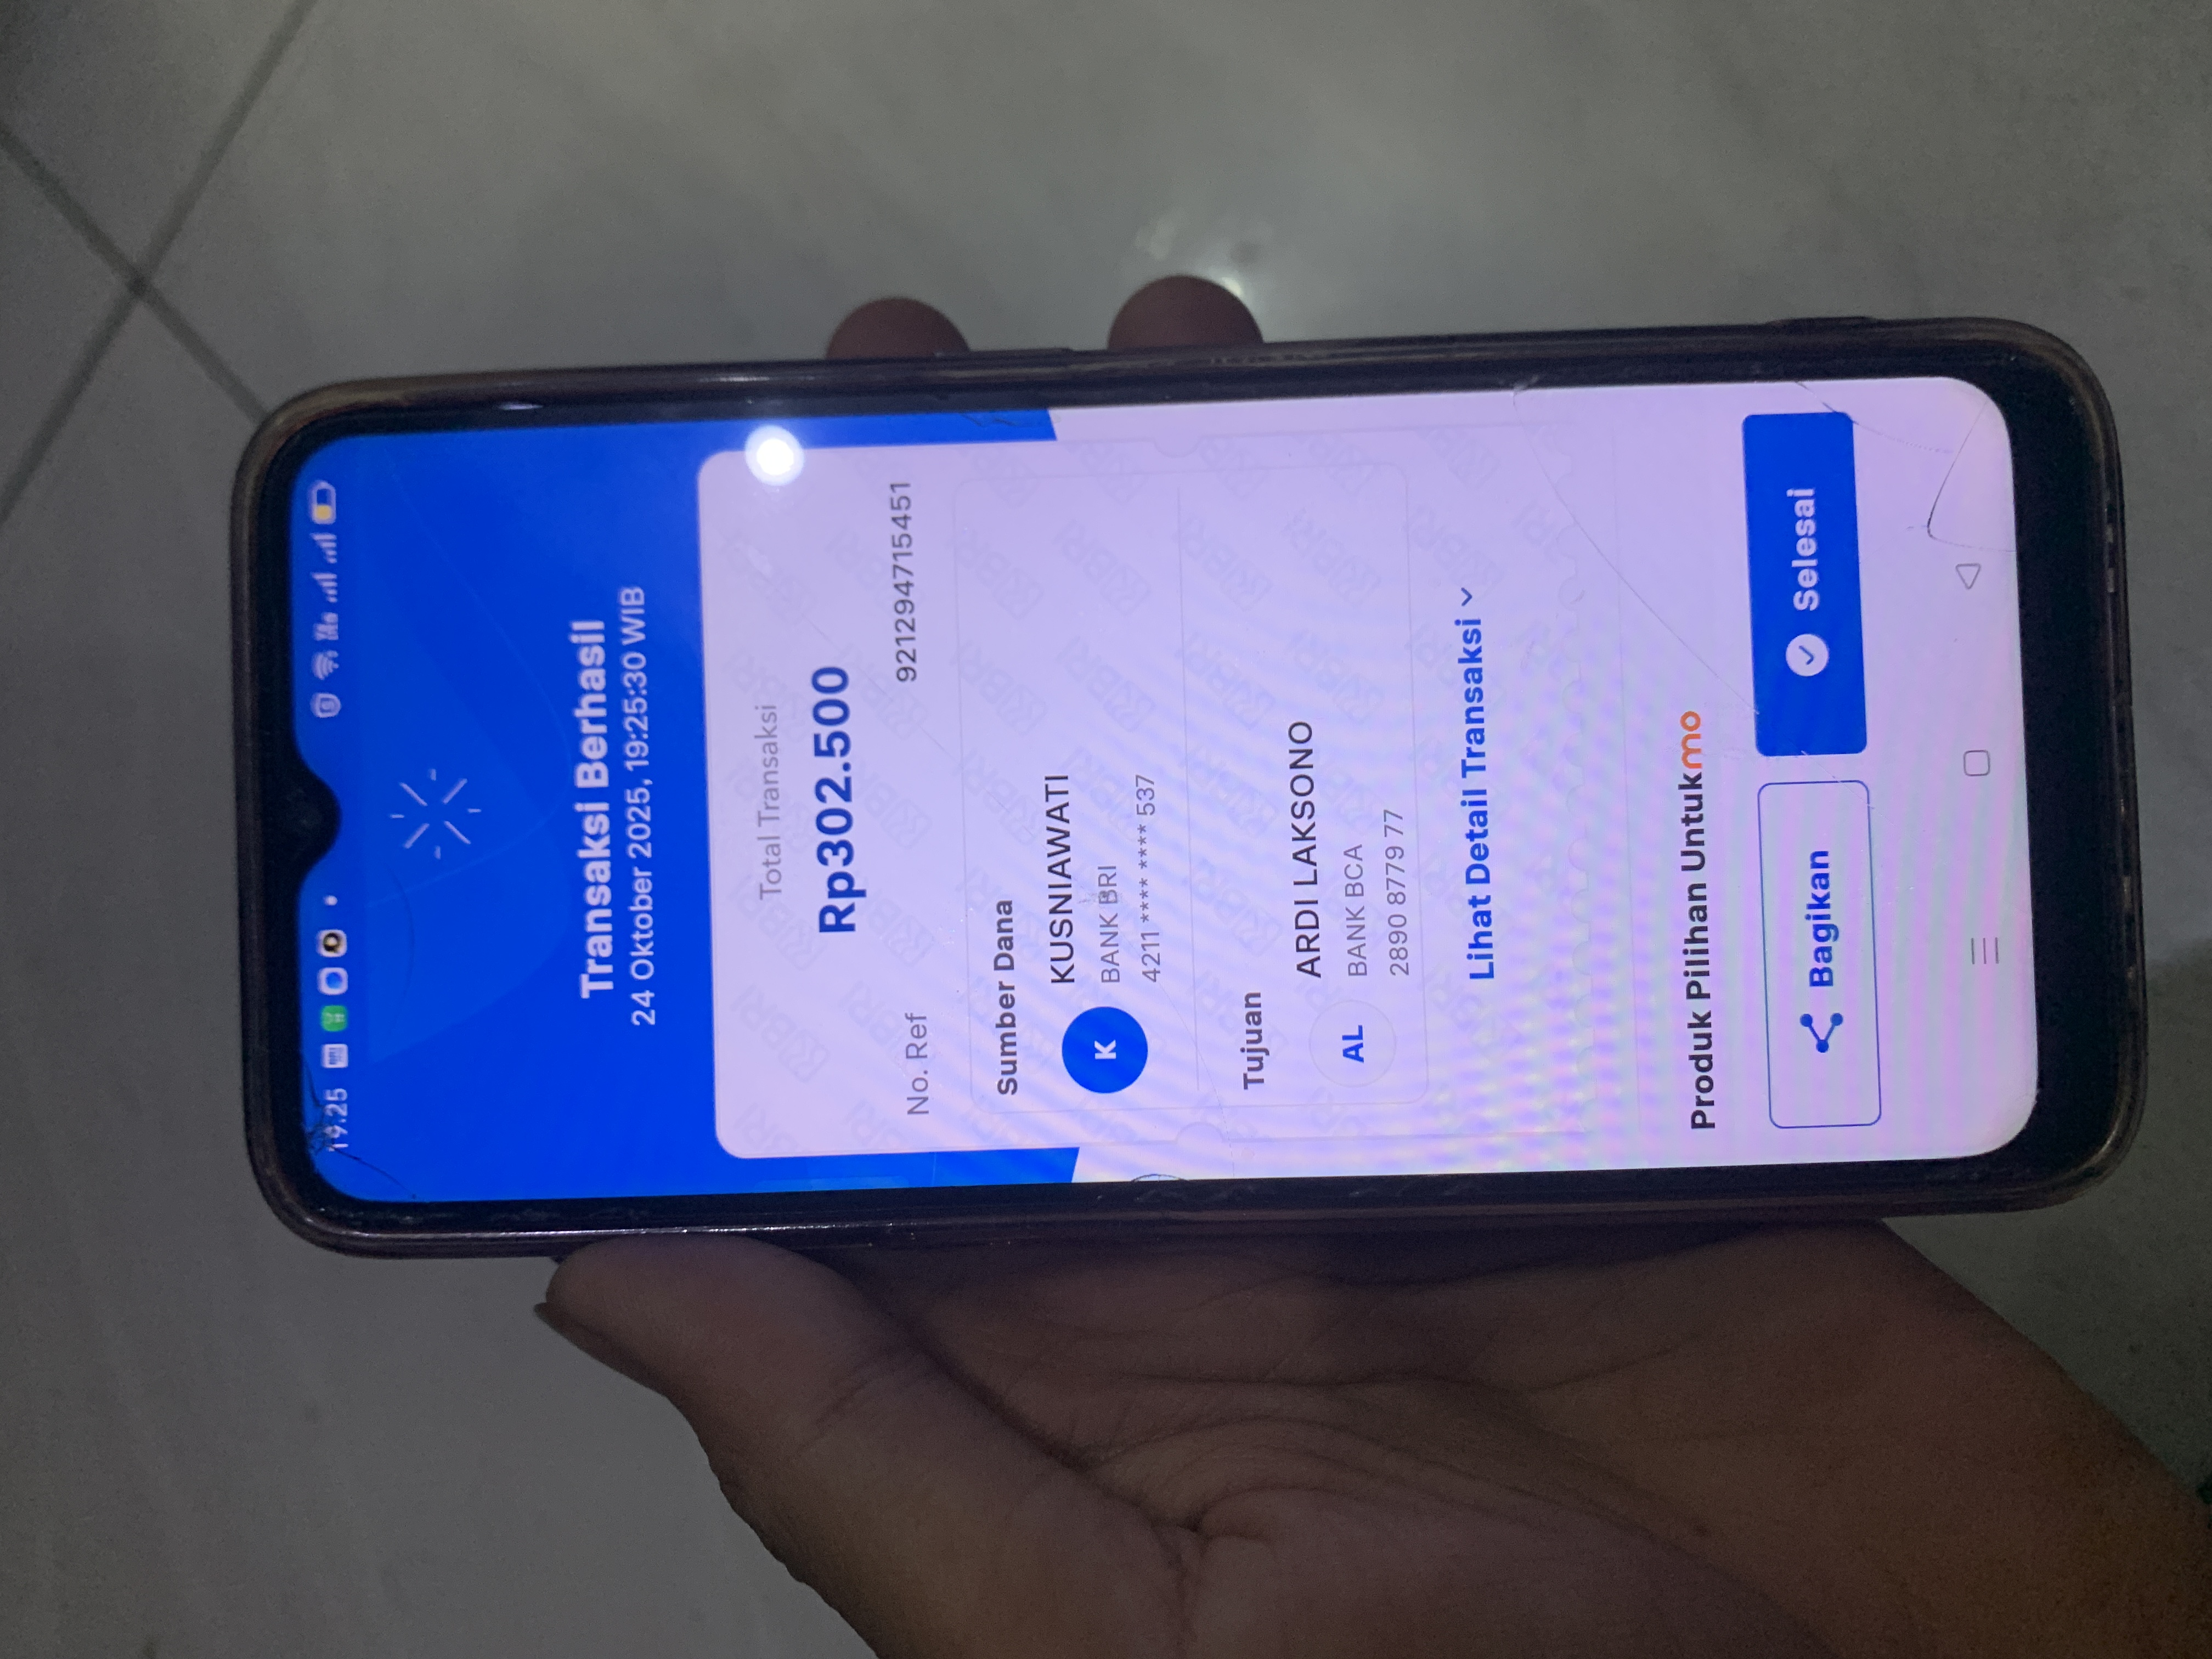 19.25
Transaksi Berhasil
24 Oktober 2025, 19:25:30 WIB
Total Transaksi
Rp302.500
No. Ref 921294715451
Sumber Dana
K
KUSNIAWATI
BANK BRI
4211 **** **** 537
Tujuan
AL
ARDI LAKSONO
BANK BCA
2890 8779 77
Lihat Detail Transaksi
Produk Pilihan Untukmo
Bagikan
Selesai